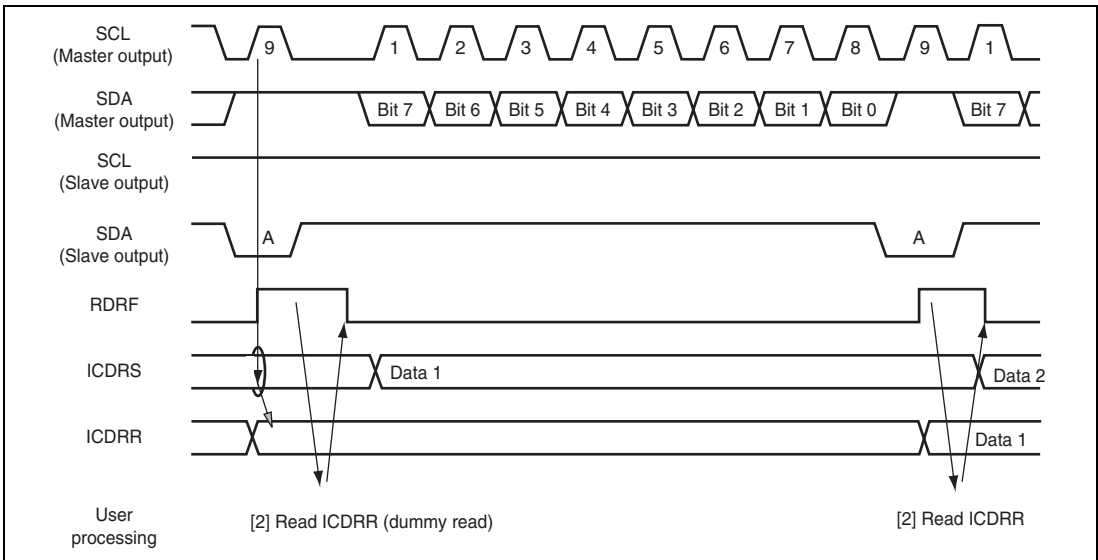 SCL
(Master output)
9 1 2 3 4 5 6 7 8 9 1
SDA
(Master output)
Bit 7 Bit 6 Bit 5 Bit 4 Bit 3 Bit 2 Bit 1 Bit 0 Bit 7
SCL
(Slave output)
SDA
(Slave output)
A A
RDRF
ICDRS
Data 1 Data 2
ICDRR
Data 1
User
processing
[2] Read ICDRR (dummy read) [2] Read ICDRR